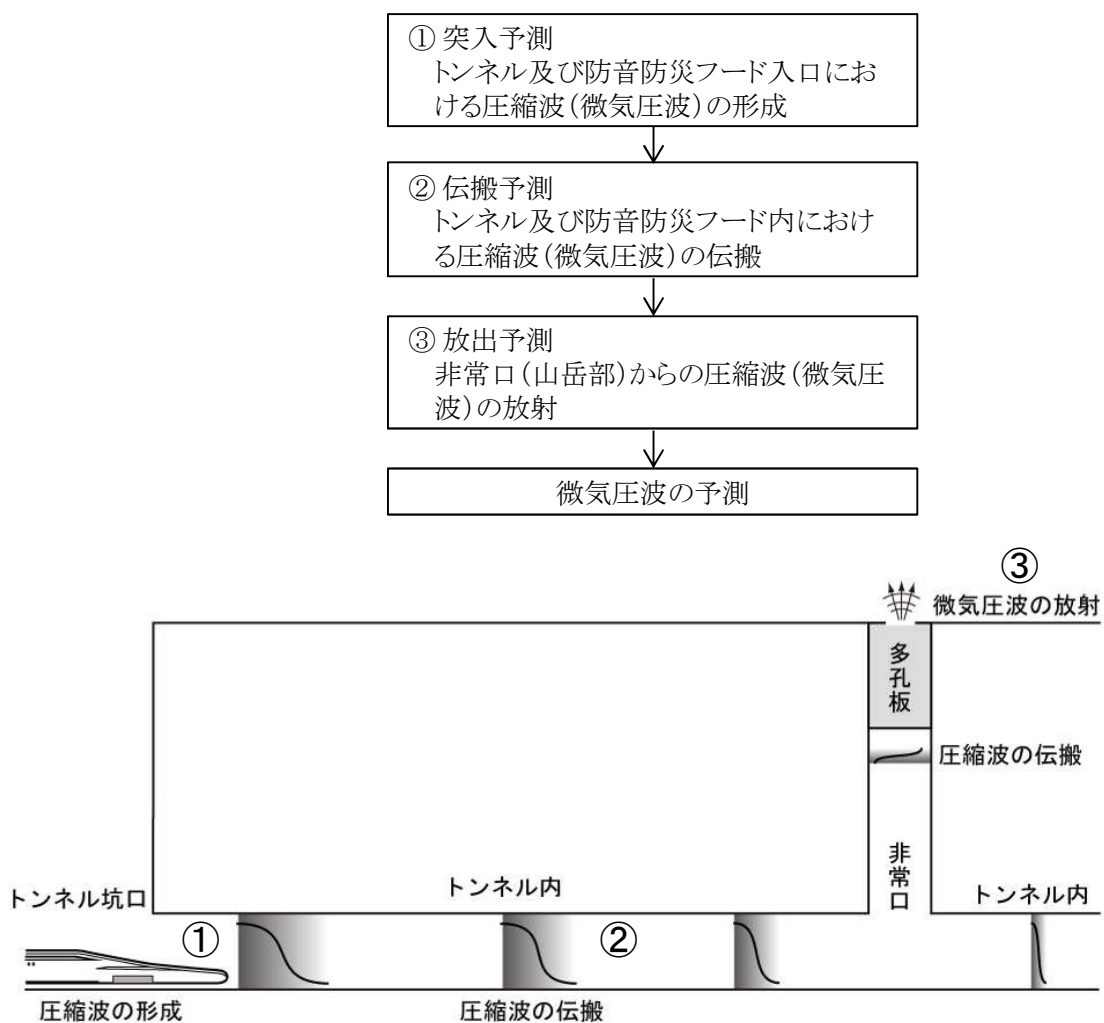 ① 突入予測
トンネル及び防音防災フード入口にお
ける圧縮波(微気圧波)の形成
② 伝搬予測
トンネル及び防音防災フード内におけ
る圧縮波(微気圧波)の伝搬
③ 放出予測
非常口(山岳部)からの圧縮波(微気圧
波)の放射
微気圧波の予測
③
微気圧波の放射
多孔板
圧縮波の伝搬
非常口
トンネル坑口
トンネル内
トンネル内
①
②
圧縮波の形成
圧縮波の伝搬